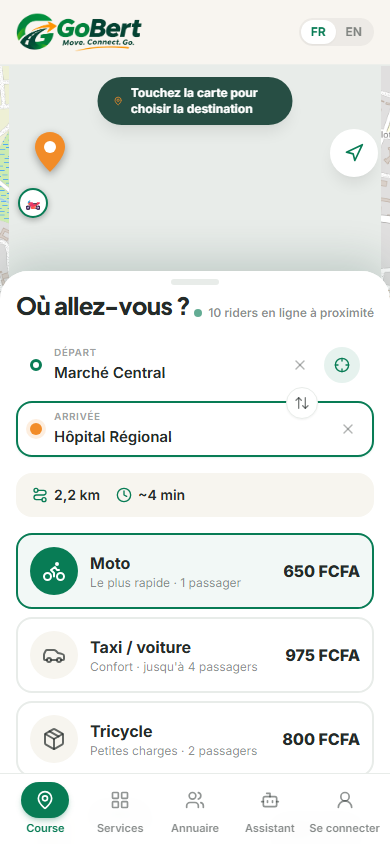 GoBert
Move. Connect. Go.
FR
EN
Touchez la carte pour
choisir la destination
Où allez-vous ?
10 riders en ligne à proximité
DÉPART
Marché Central
ARRIVÉE
Hôpital Régional
2,2 km
~4 min
Moto
Le plus rapide · 1 passager
650 FCFA
Taxi / voiture
Confort · jusqu'à 4 passagers
975 FCFA
Tricycle
Petites charges · 2 passagers
800 FCFA
Course
Services
Annuaire
Assistant
Se connecter